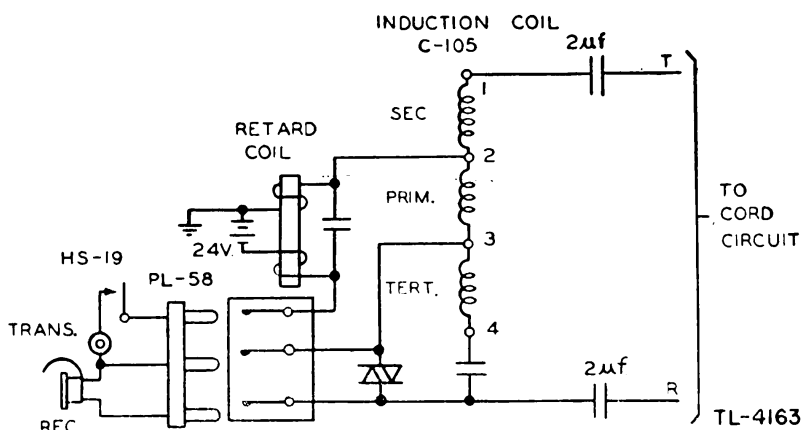 INDUCTION COIL
C-105
2µf
T
1
SEC
RETARD
COIL
2
PRIM.
TO
CORD
CIRCUIT
24V.
3
HS-19
PL-58
TERT.
TRANS.
4
2µf
R
REC
TL-4163